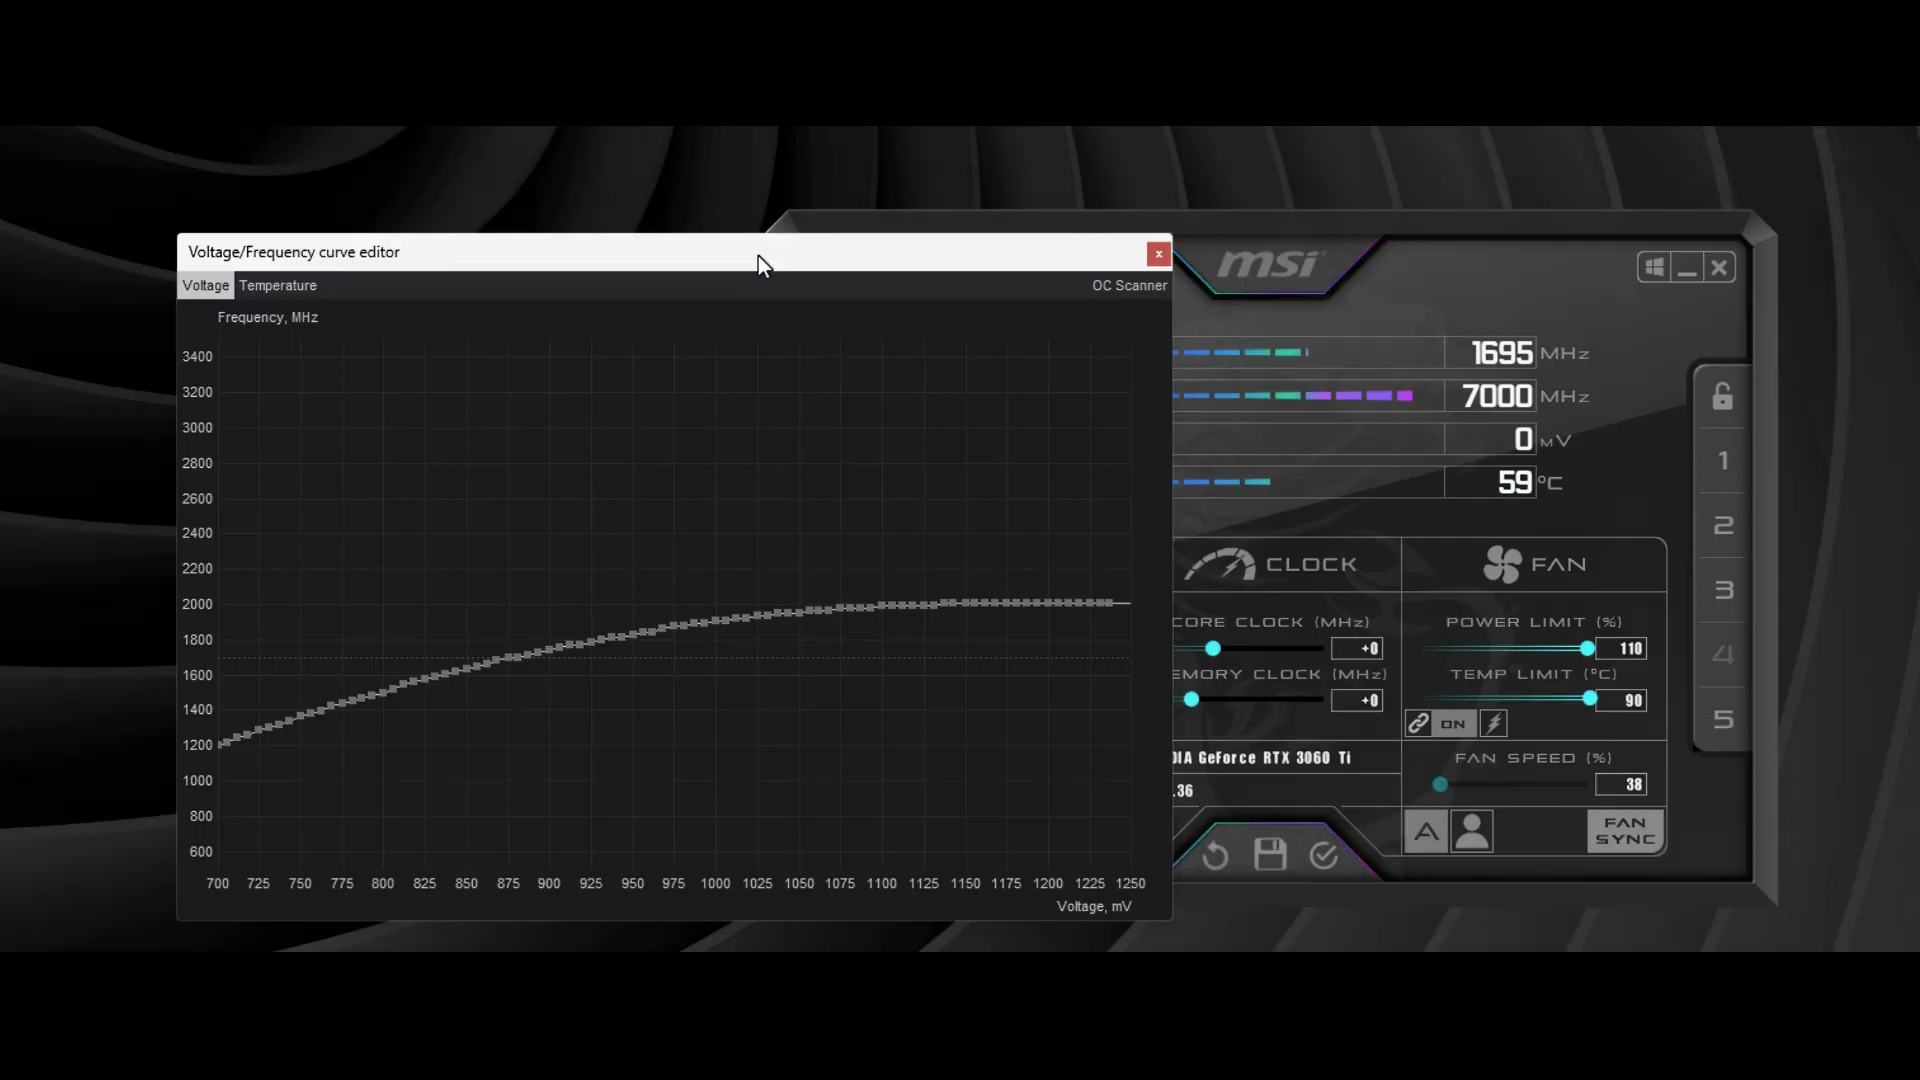 Voltage/Frequency curve editor
x
Voltage Temperature OC Scanner
Frequency, MHz
3400
3200
3000
2800
2600
2400
2200
2000
1800
1600
1400
1200
1000
800
600
700 725 750 775 800 825 850 875 900 925 950 975 1000 1025 1050 1075 1100 1125 1150 1175 1200 1225 1250
Voltage, mV
msi
1695 MHz
7000 MHz
0 mV
59 °C
CLOCK
FAN
CORE CLOCK (MHz)
+0
EMORY CLOCK (MHz)
+0
POWER LIMIT (%)
110
TEMP LIMIT (°C)
90
ON
DIA GeForce RTX 3060 Ti
.36
FAN SPEED (%)
38
A
FAN SYNC
1
2
3
4
5